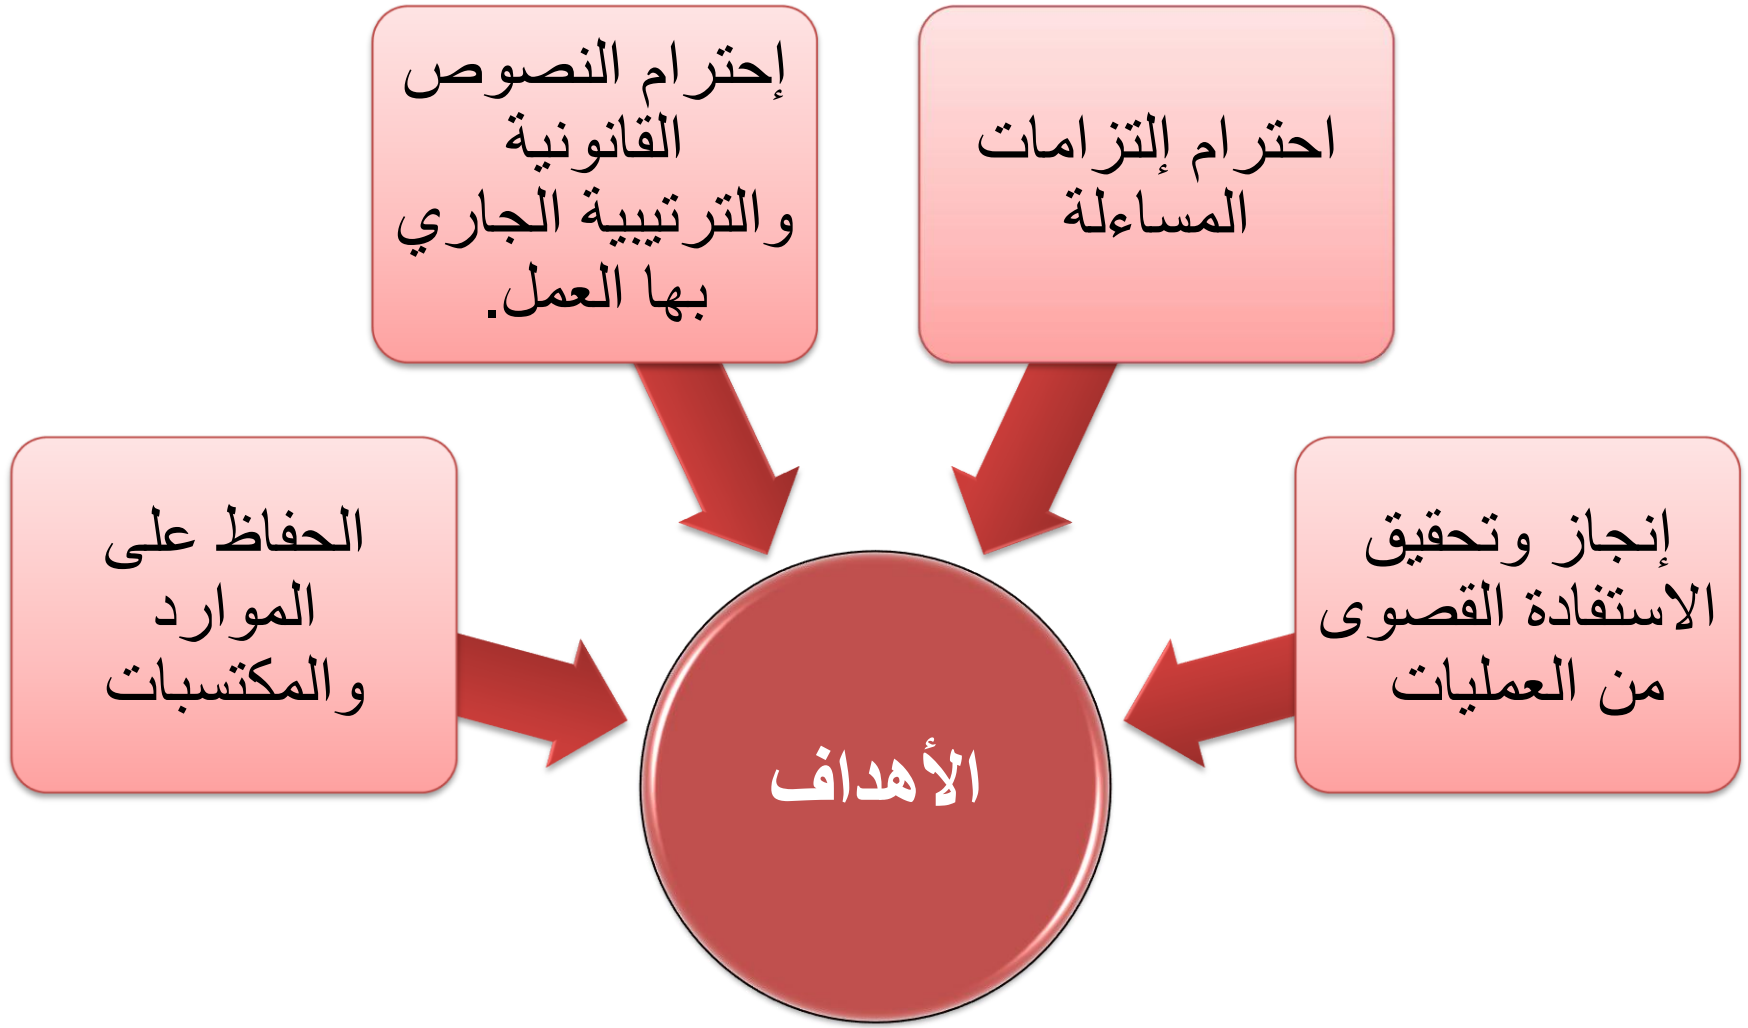 احترام إلتزامات
المساءلة
إحترام النصوص
القانونية
والترتيبية الجاري
بها العمل.
إنجاز وتحقيق
الاستفادة القصوى
من العمليات
الحفاظ على
الموارد
والمكتسبات
الأهداف